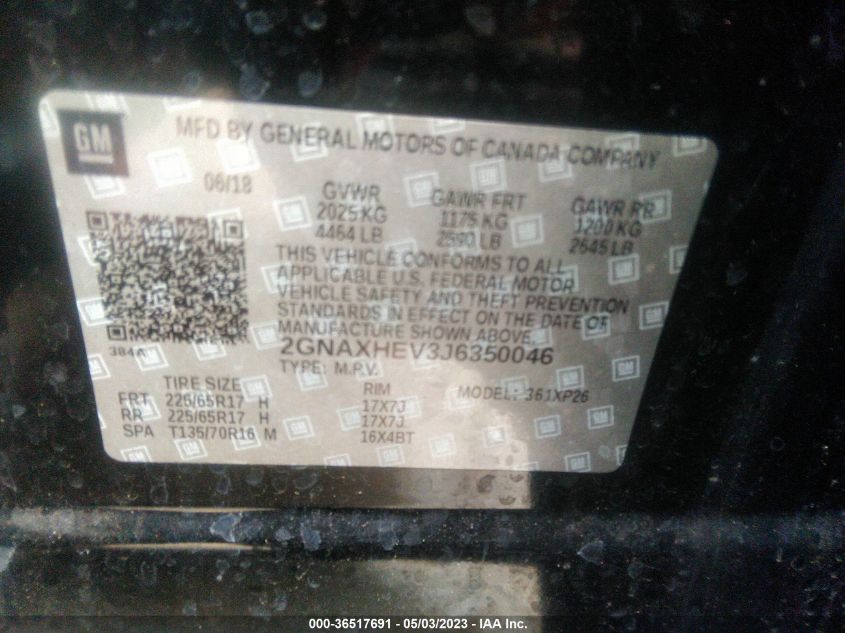 GM
MFD BY GENERAL MOTORS OF CANADA COMPANY
06/18
GVWR GAWR FRT GAWR RR
2025 KG 1175 KG 1200 KG
4464 LB 2590 LB 2645 LB
THIS VEHICLE CONFORMS TO ALL
APPLICABLE U.S. FEDERAL MOTOR
VEHICLE SAFETY AND THEFT PREVENTION
STANDARDS IN EFFECT ON THE DATE OF
MANUFACTURE SHOWN ABOVE.
384A
2GNAXHEV3J6350046
TYPE: M.P.V.
TIRE SIZE RIM MODEL: 361XP26
FRT 225/65R17 H 17X7J
RR 225/65R17 H 17X7J
SPA T135/70R16 M 16X4BT
000-36517691 - 05/03/2023 - IAA Inc.